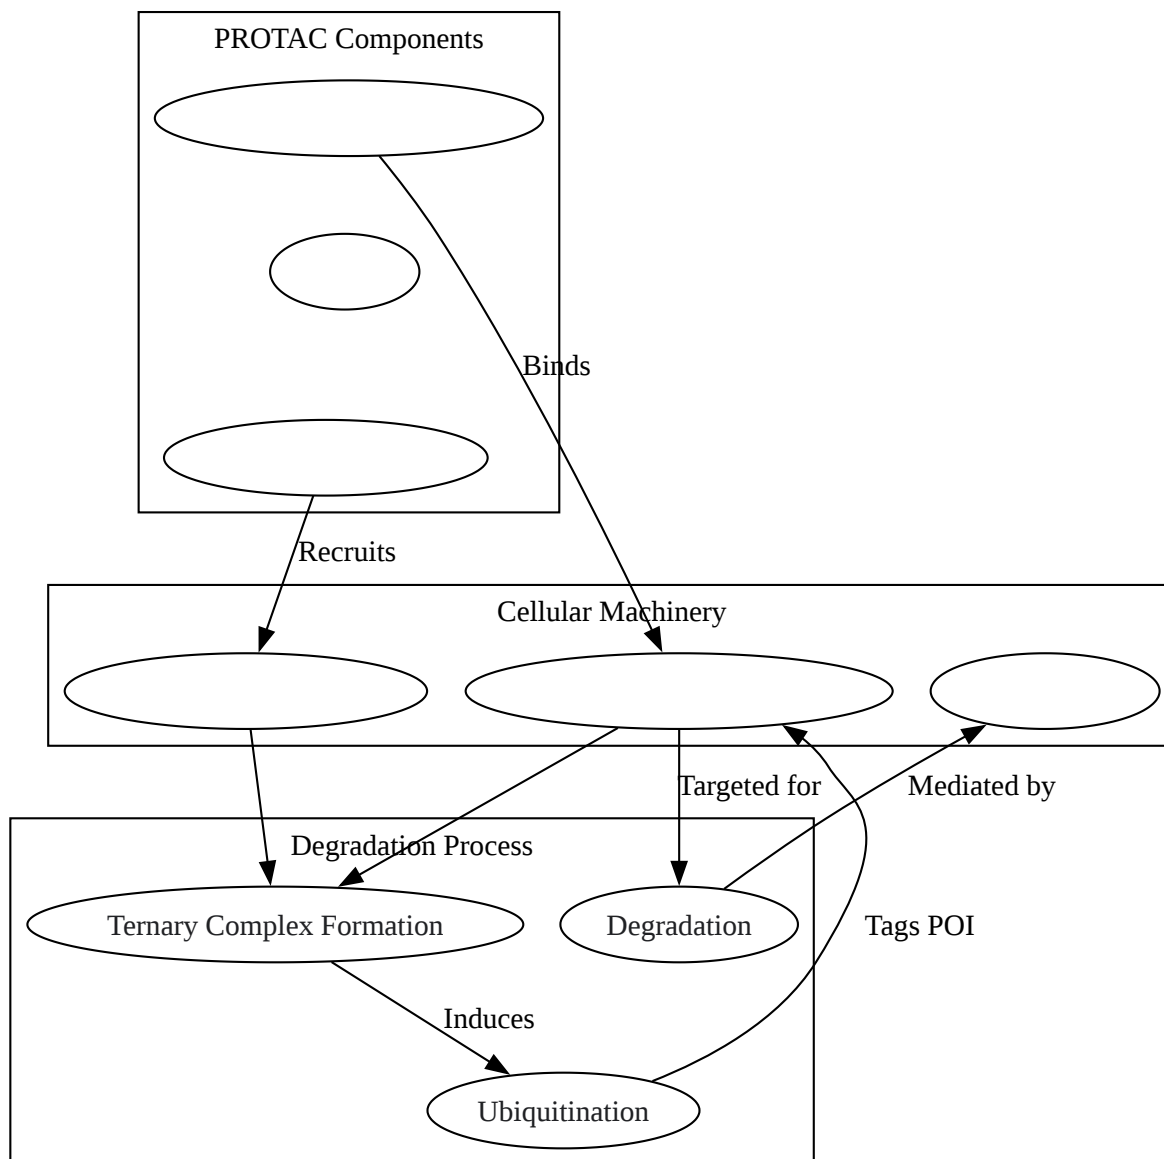 PROTAC Components
Binds
Recruits
Cellular Machinery
Targeted for
Mediated by
Degradation Process
Ternary Complex Formation
Degradation
Tags POI
Induces
Ubiquitination